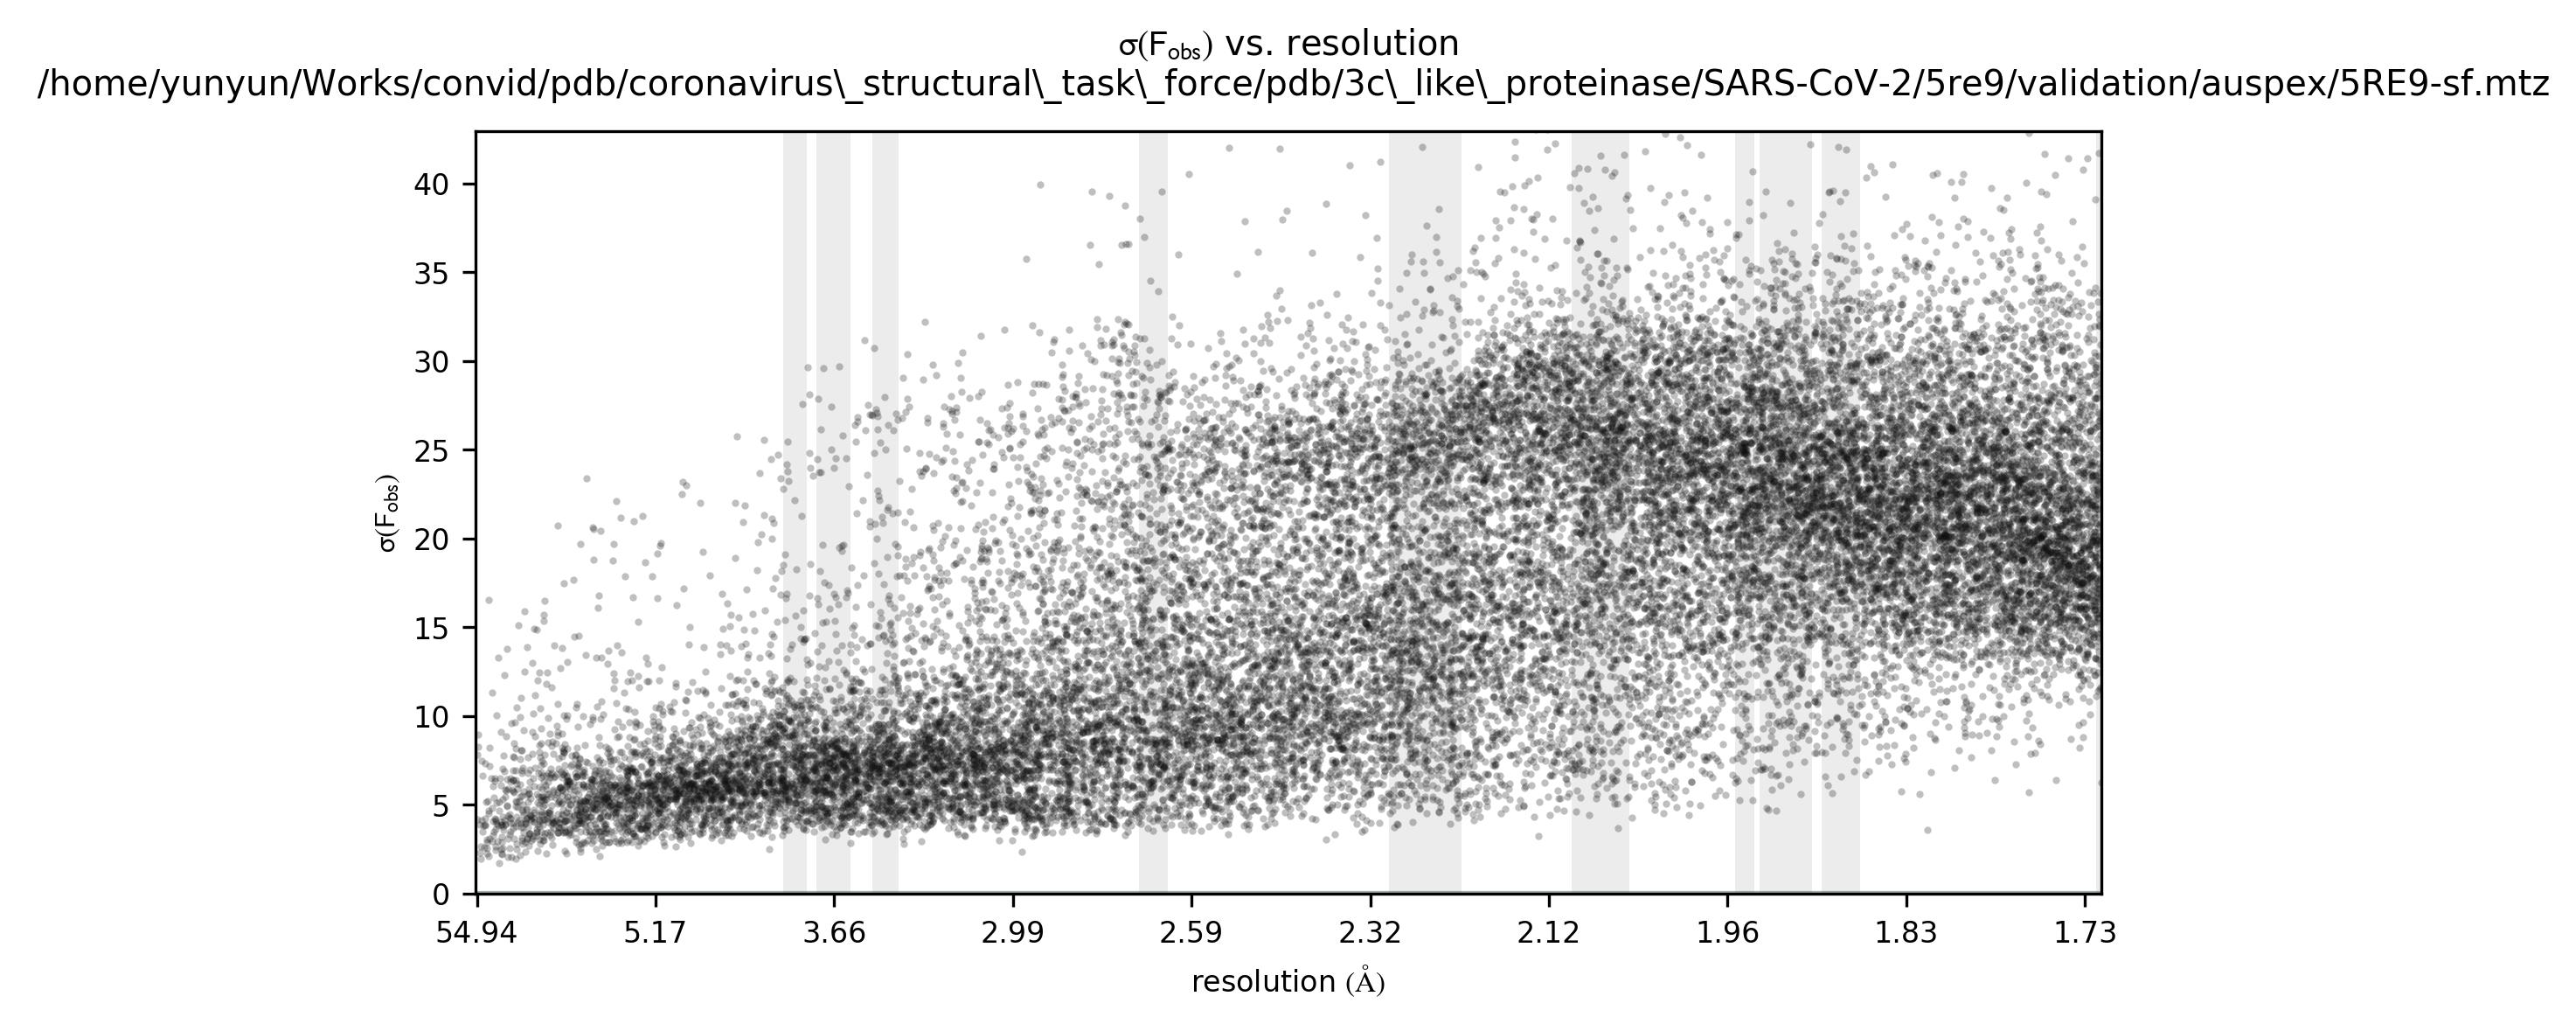 σ(F_obs) vs. resolution
/home/yunyun/Works/convid/pdb/coronavirus\_structural\_task\_force/pdb/3c\_like\_proteinase/SARS-CoV-2/5re9/validation/auspex/5RE9-sf.mtz
σ(F_obs)
40
35
30
25
20
15
10
5
0
54.94 5.17 3.66 2.99 2.59 2.32 2.12 1.96 1.83 1.73
resolution (Å)